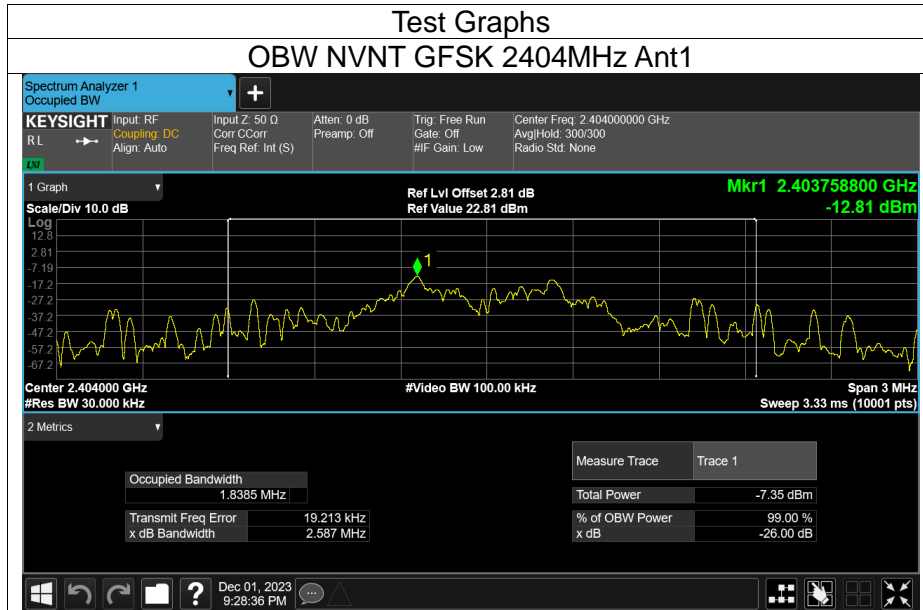 Test Graphs
OBW NVNT GFSK 2404MHz Ant1
Spectrum Analyzer 1
Occupied BW
KEYSIGHT Input: RF Input Z: 50 Ω Atten: 0 dB Trig: Free Run Center Freq: 2.404000000 GHz
RL Coupling: DC Corr CCorr Preamp: Off Gate: Off Avg|Hold: 300/300
Align: Auto Freq Ref: Int (S) #IF Gain: Low Radio Std: None
LXI
1 Graph Ref Lvl Offset 2.81 dB Mkr1 2.403758800 GHz
Scale/Div 10.0 dB Ref Value 22.81 dBm -12.81 dBm
Log
12.8
2.81
-7.19
-17.2
-27.2
-37.2
-47.2
-57.2
-67.2
1
Center 2.404000 GHz #Video BW 100.00 kHz Span 3 MHz
#Res BW 30.000 kHz Sweep 3.33 ms (10001 pts)
2 Metrics
Measure Trace Trace 1
Occupied Bandwidth
1.8385 MHz Total Power -7.35 dBm
Transmit Freq Error 19.213 kHz % of OBW Power 99.00 %
x dB Bandwidth 2.587 MHz x dB -26.00 dB
Dec 01, 2023
9:28:36 PM